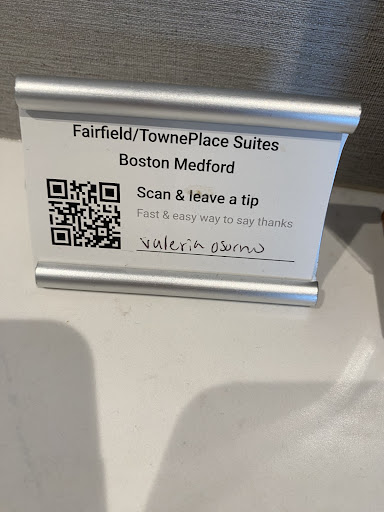 Fairfield/TownePlace Suites
Boston Medford
Scan & leave a tip
Fast & easy way to say thanks
Valeria Osorno